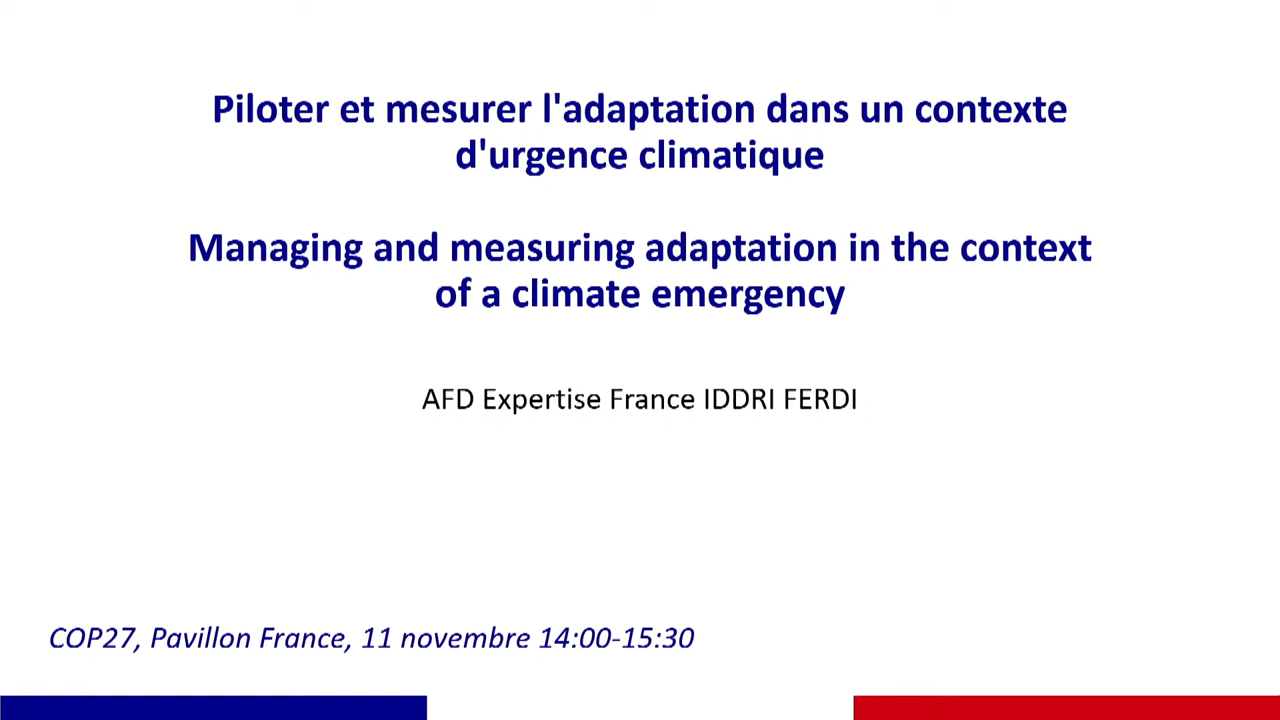 Piloter et mesurer l'adaptation dans un contexte
d'urgence climatique
Managing and measuring adaptation in the context
of a climate emergency
AFD Expertise France IDDRI FERDI
COP27, Pavillon France, 11 novembre 14:00-15:30